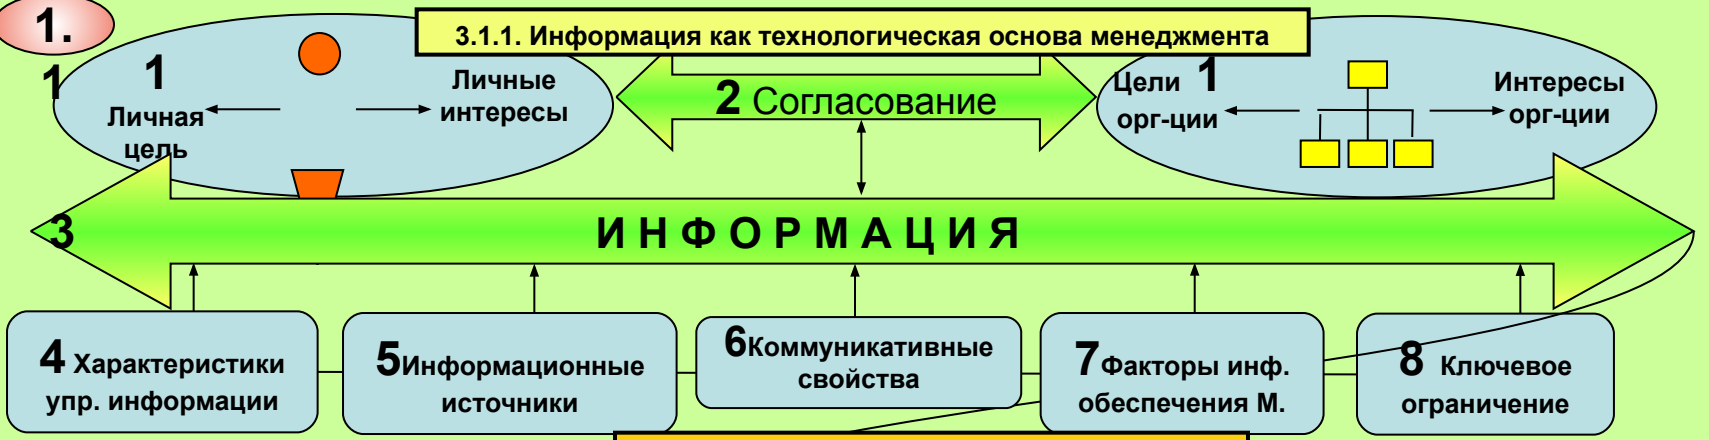 1.
1
3.1.1. Информация как технологическая основа менеджмента
1
Личная
цель
Личные
интересы
2 Согласование
Цели 1
орг-ции
Интересы
орг-ции
3
ИНФОРМАЦИЯ
4 Характеристики
упр. информации
5Информационные
источники
6Коммуникативные
свойства
7Факторы инф.
обеспечения М.
8 Ключевое
ограничение